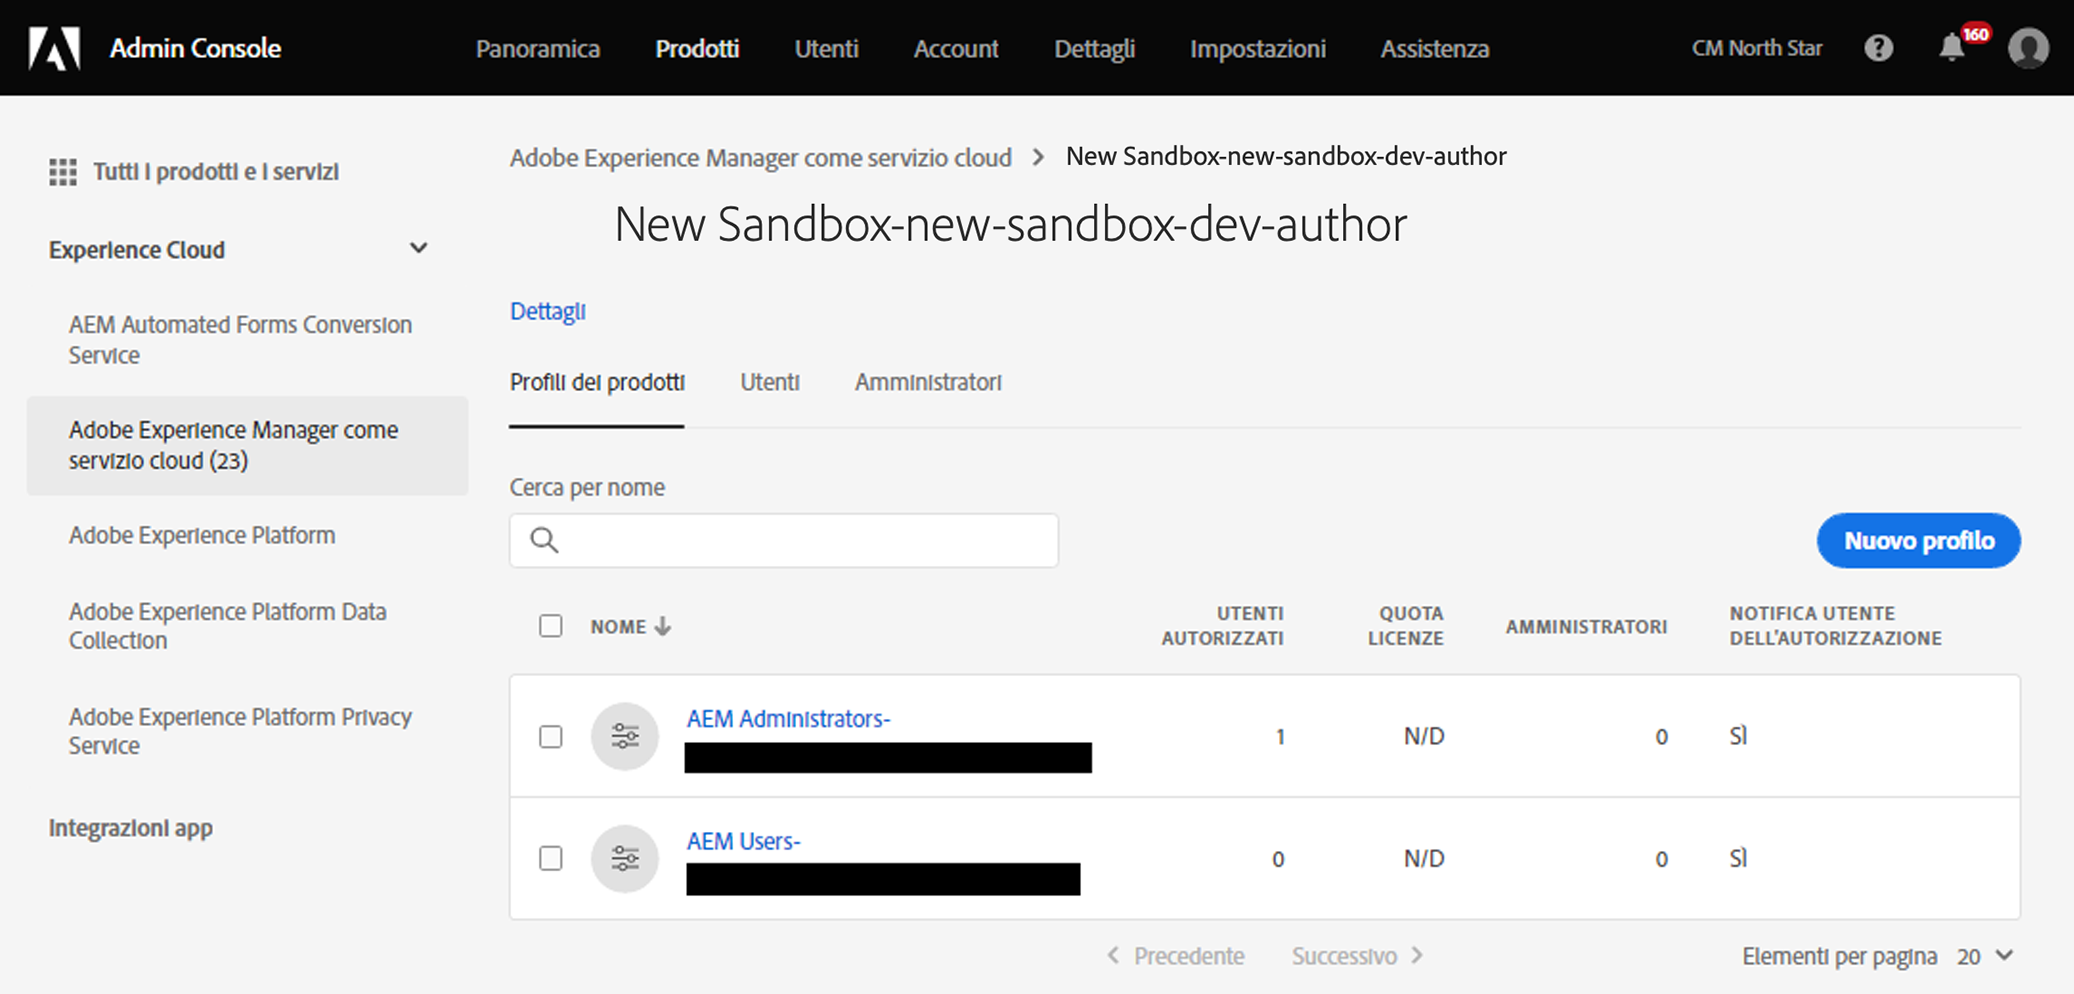 Admin Console
Panoramica
Prodotti
Utenti
Account
Dettagli
Impostazioni
Assistenza
CM North Star
?
160
Tutti i prodotti e i servizi
Experience Cloud
AEM Automated Forms Conversion
Service
Adobe Experience Manager come
servizio cloud (23)
Adobe Experience Platform
Adobe Experience Platform Data
Collection
Adobe Experience Platform Privacy
Service
Integrazioni app
Adobe Experience Manager come servizio cloud
New Sandbox-new-sandbox-dev-author
New Sandbox-new-sandbox-dev-author
Dettagli
Profili dei prodotti
Utenti
Amministratori
Cerca per nome
Nuovo profilo
NOME
UTENTI
AUTORIZZATI
QUOTA
LICENZE
AMMINISTRATORI
NOTIFICA UTENTE
DELL'AUTORIZZAZIONE
AEM Administrators-
1
N/D
0
SÌ
AEM Users-
0
N/D
0
SÌ
Precedente
Successivo
Elementi per pagina
20